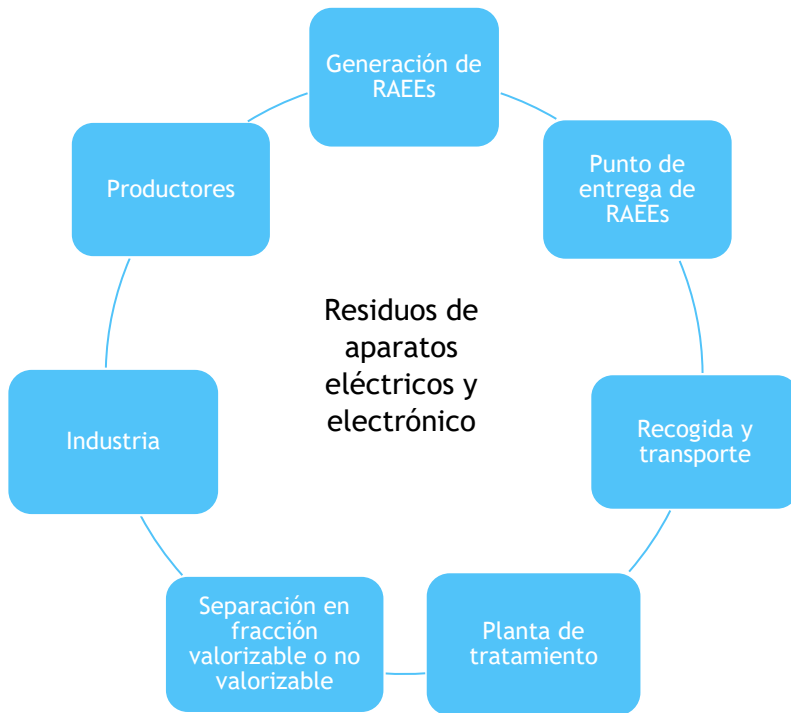 Generación de
RAEEs
Punto de
entrega de
RAEEs
Recogida y
transporte
Planta de
tratamiento
Separación en
fracción
valorizable o no
valorizable
Industria
Productores
Residuos de
aparatos
eléctricos y
electrónico